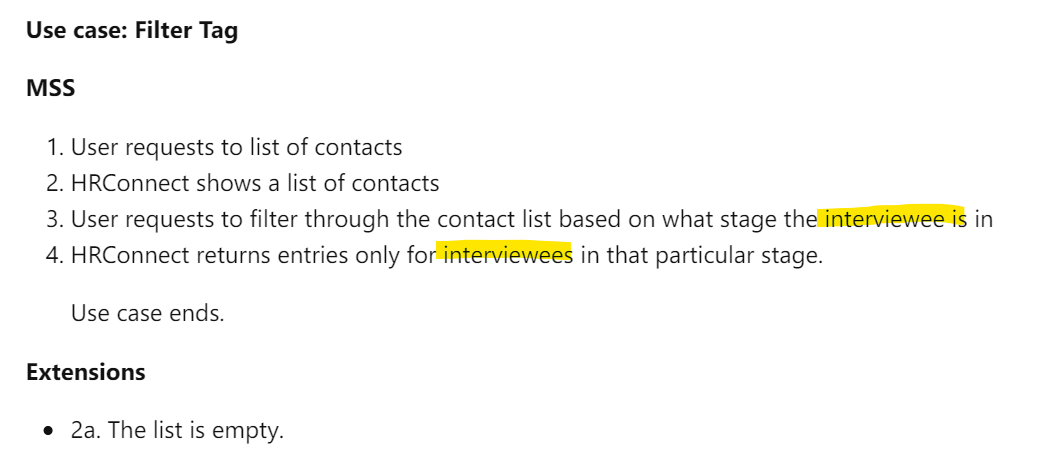 Use case: Filter Tag
MSS
1. User requests to list of contacts
2. HRConnect shows a list of contacts
3. User requests to filter through the contact list based on what stage the interviewee is in
4. HRConnect returns entries only for interviewees in that particular stage.
Use case ends.
Extensions
• 2a. The list is empty.